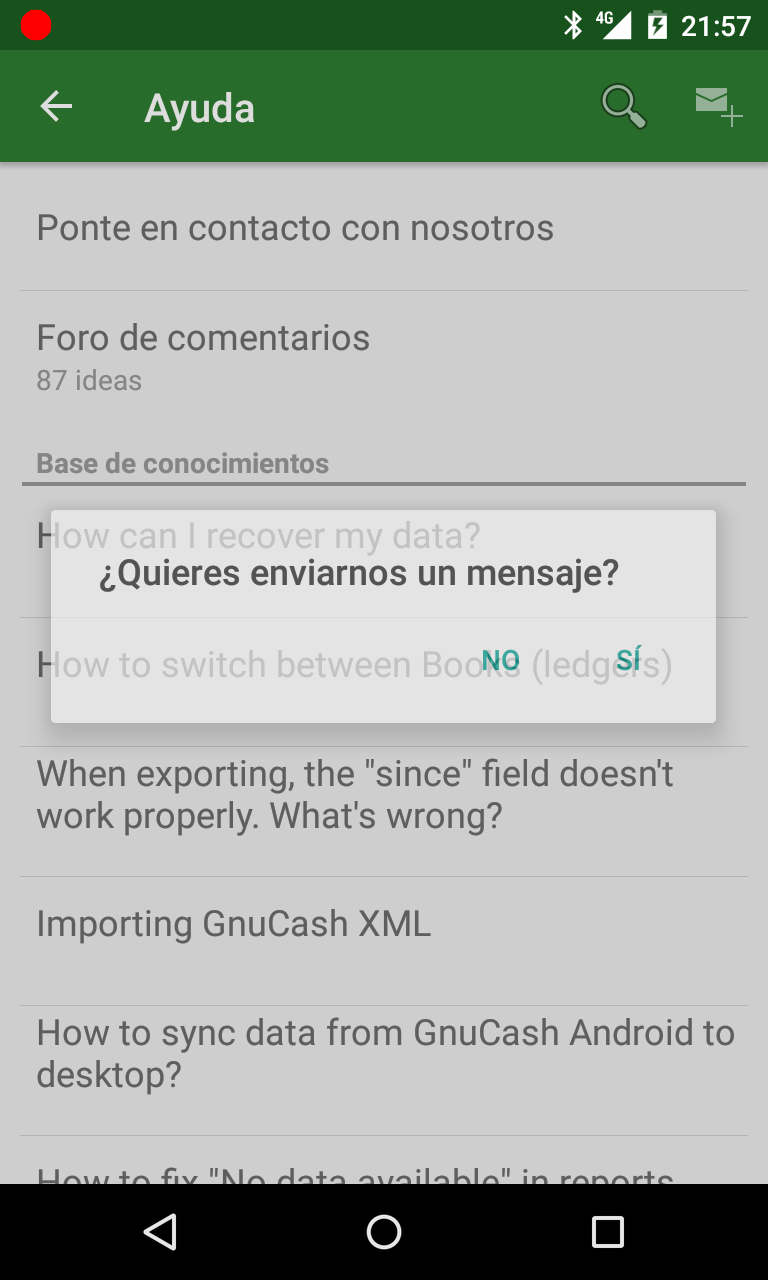 4G 21:57
Ayuda
Ponte en contacto con nosotros
Foro de comentarios
87 ideas
Base de conocimientos
How can I recover my data?
¿Quieres enviarnos un mensaje?
How to switch between Books (ledgers)
NO SÍ
When exporting, the "since" field doesn't
work properly. What's wrong?
Importing GnuCash XML
How to sync data from GnuCash Android to
desktop?
How to fix "No data available" in reports